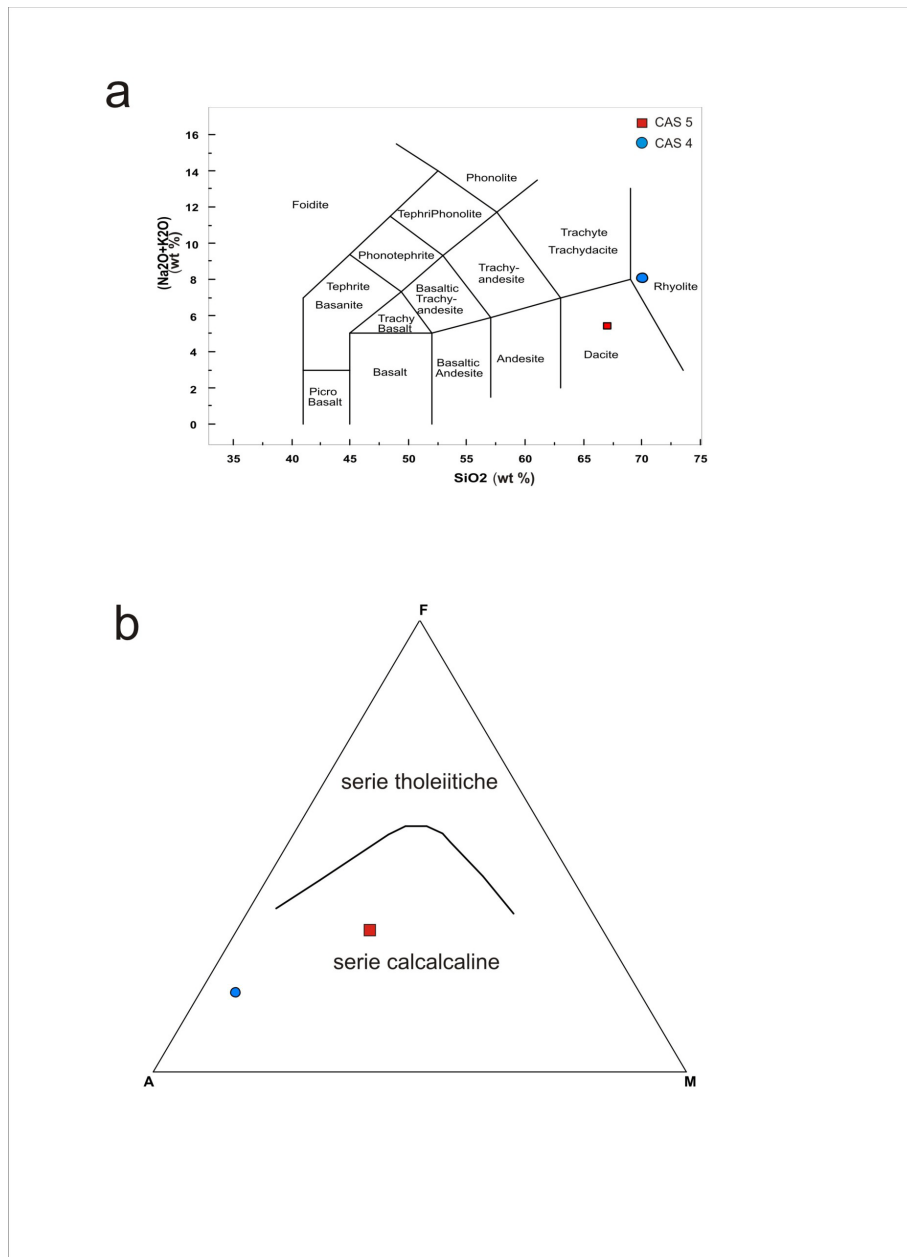 a
CAS 5
CAS 4
16
14
12
10
8
6
4
2
0
(Na2O+K2O)
(wt %)
Phonolite
Foidite
TephriPhonolite
Trachyte
Trachydacite
Phonotephrite
Trachy-
andesite
Tephrite
Basanite
Basaltic
Trachy-
andesite
Rhyolite
Trachy
Basalt
Dacite
Basalt
Basaltic
Andesite
Andesite
Picro
Basalt
35 40 45 50 55 60 65 70 75
SiO2 (wt %)
b
F
serie tholeiitiche
serie calcalcaline
A
M